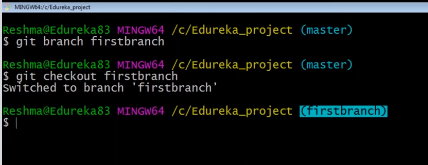 MINGW64:/c/Edureka_project
Reshma@Edureka83 MINGW64 /c/Edureka_project (master)
$ git branch firstbranch
Reshma@Edureka83 MINGW64 /c/Edureka_project (master)
$ git checkout firstbranch
Switched to branch 'firstbranch'
Reshma@Edureka83 MINGW64 /c/Edureka_project (firstbranch)
$